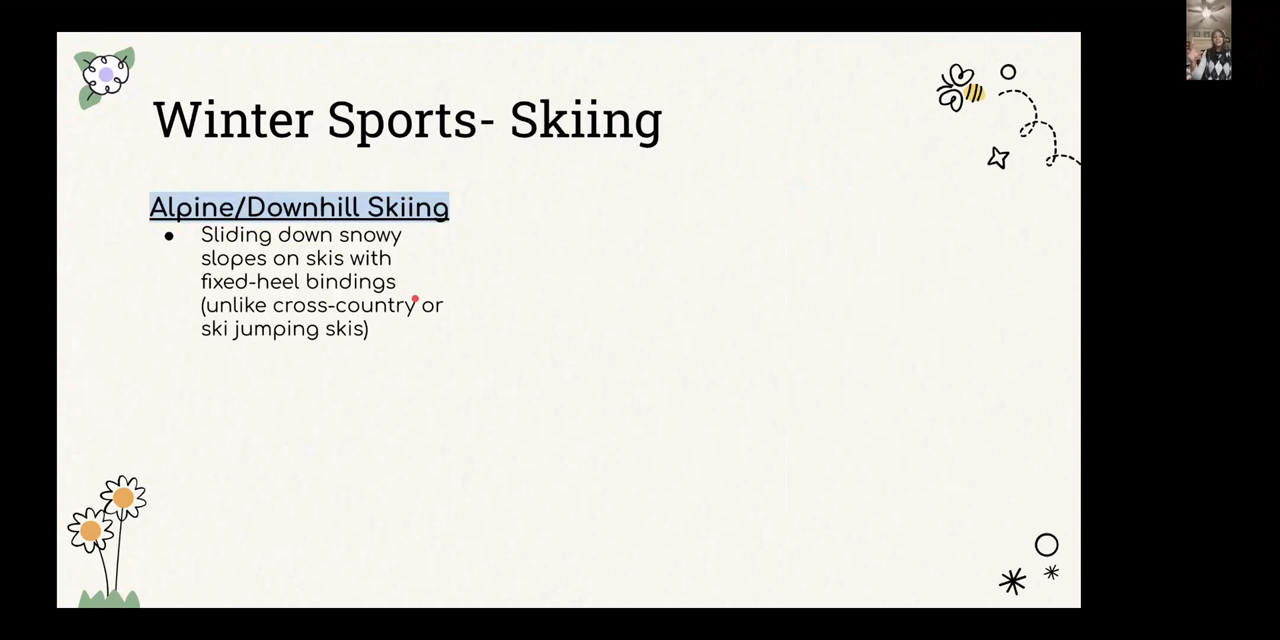 Winter Sports- Skiing
Alpine/Downhill Skiing
● Sliding down snowy
slopes on skis with
fixed-heel bindings
(unlike cross-country or
ski jumping skis)